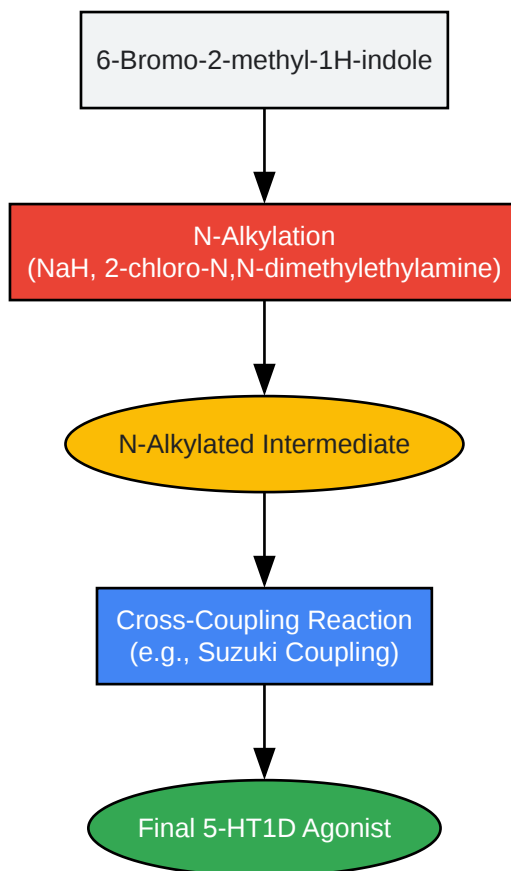 6-Bromo-2-methyl-1H-indole
N-Alkylation
(NaH, 2-chloro-N,N-dimethylethylamine)
N-Alkylated Intermediate
Cross-Coupling Reaction
(e.g., Suzuki Coupling)
Final 5-HT1D Agonist